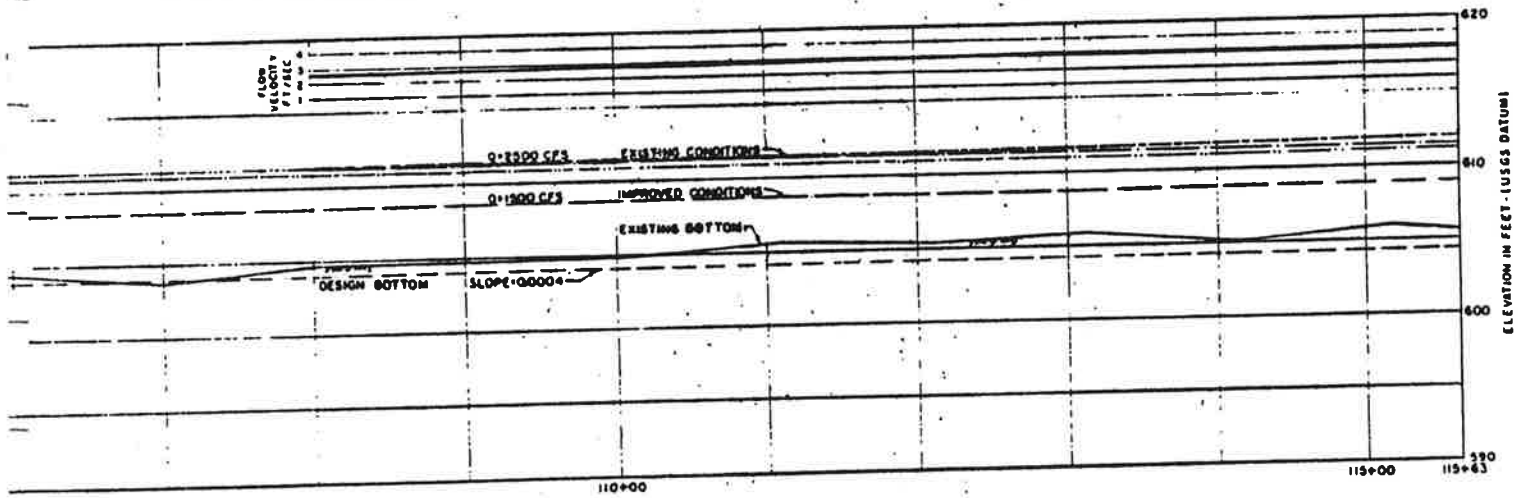 620
FLOW
VELOCITY
FT/SEC
4
3
2
1
Q=2500 CFS EXISTING CONDITIONS
610
Q=1500 CFS IMPROVED CONDITIONS
EXISTING BOTTOM
DESIGN BOTTOM SLOPE=0.0004
600
590
110+00
115+00
115+63
ELEVATION IN FEET-(USGS DATUM)